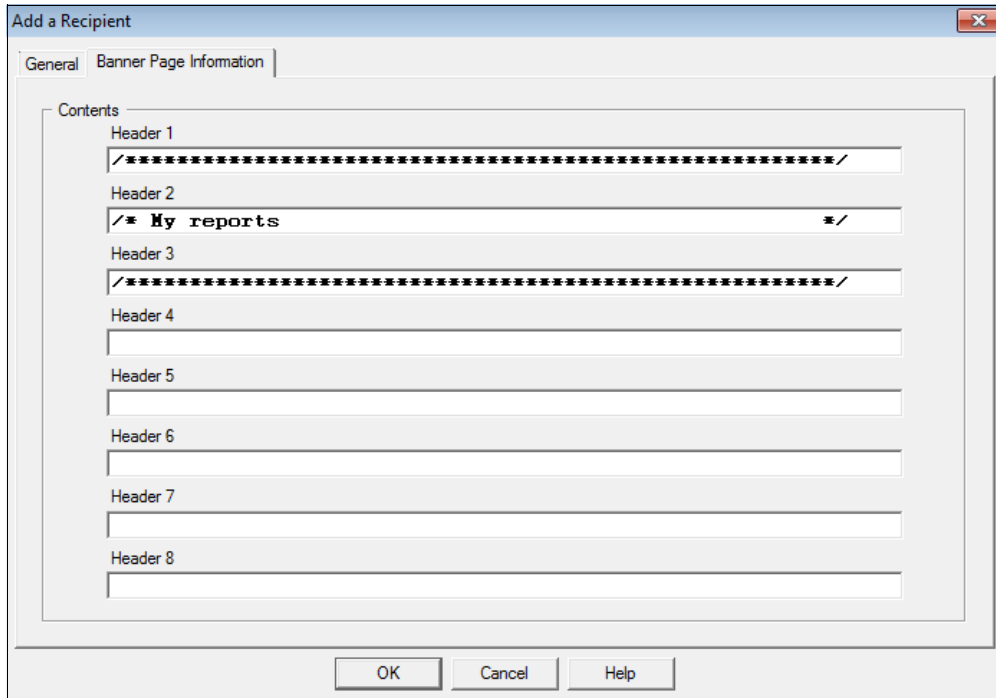 Add a Recipient
General Banner Page Information
Contents
Header 1
/*******************************************************/
Header 2
/* My reports                                          */
Header 3
/*******************************************************/
Header 4
Header 5
Header 6
Header 7
Header 8
OK Cancel Help